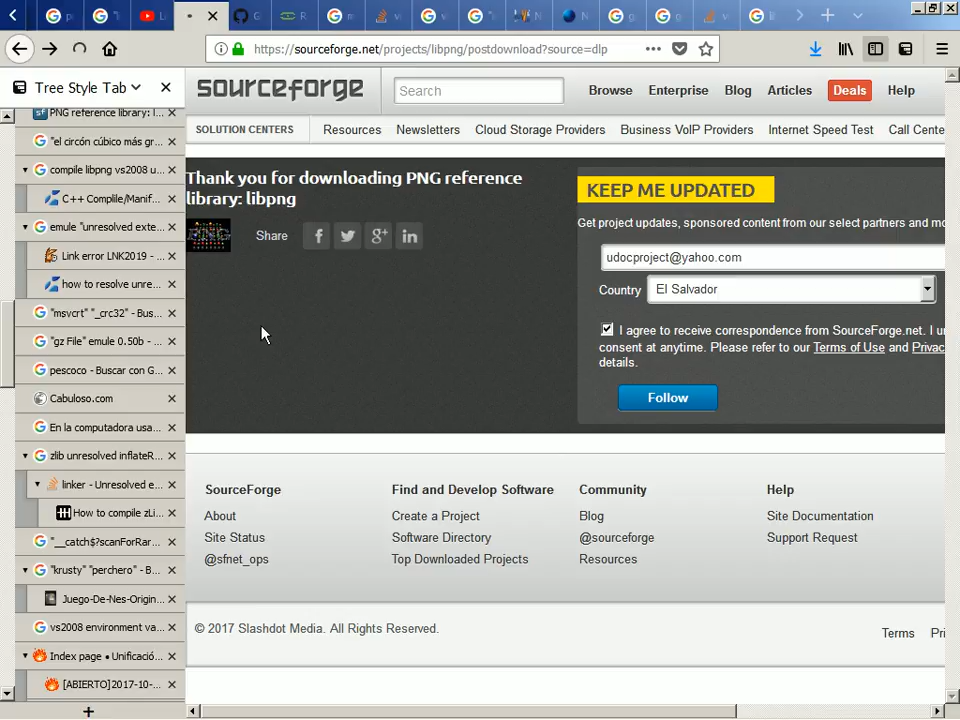 https://sourceforge.net/projects/libpng/postdownload?source=dlp
Tree Style Tab
sourceforge
Search
Browse
Enterprise
Blog
Articles
Deals
Help
SOLUTION CENTERS
Resources
Newsletters
Cloud Storage Providers
Business VoIP Providers
Internet Speed Test
Call Cente
PNG reference library: l...
"el circón cúbico más gr...
compile libpng vs2008 u...
C++ Complile/Manif...
emule "unresolved exte...
Link error LNK2019 - ...
how to resolve unre...
"msvcrt" "_crc32" - Bus...
"gz File" emule 0.50b - ...
pescoco - Buscar con G...
Cabuloso.com
En la computadora usa...
zlib unresolved inflateR...
linker - Unresolved e...
How to compile zLi...
"__catch$?scanForRar...
"krusty" "perchero" - B...
Juego-De-Nes-Origin...
vs2008 environment va...
Index page • Unificació...
[ABIERTO]2017-10-...
Thank you for downloading PNG reference
library: libpng
Share
KEEP ME UPDATED
Get project updates, sponsored content from our select partners and mo
udocproject@yahoo.com
Country
El Salvador
I agree to receive correspondence from SourceForge.net. I u
consent at anytime. Please refer to our Terms of Use and Privac
details.
Follow
SourceForge
About
Site Status
@sfnet_ops
Find and Develop Software
Create a Project
Software Directory
Top Downloaded Projects
Community
Blog
@sourceforge
Resources
Help
Site Documentation
Support Request
© 2017 Slashdot Media. All Rights Reserved.
Terms
Pri